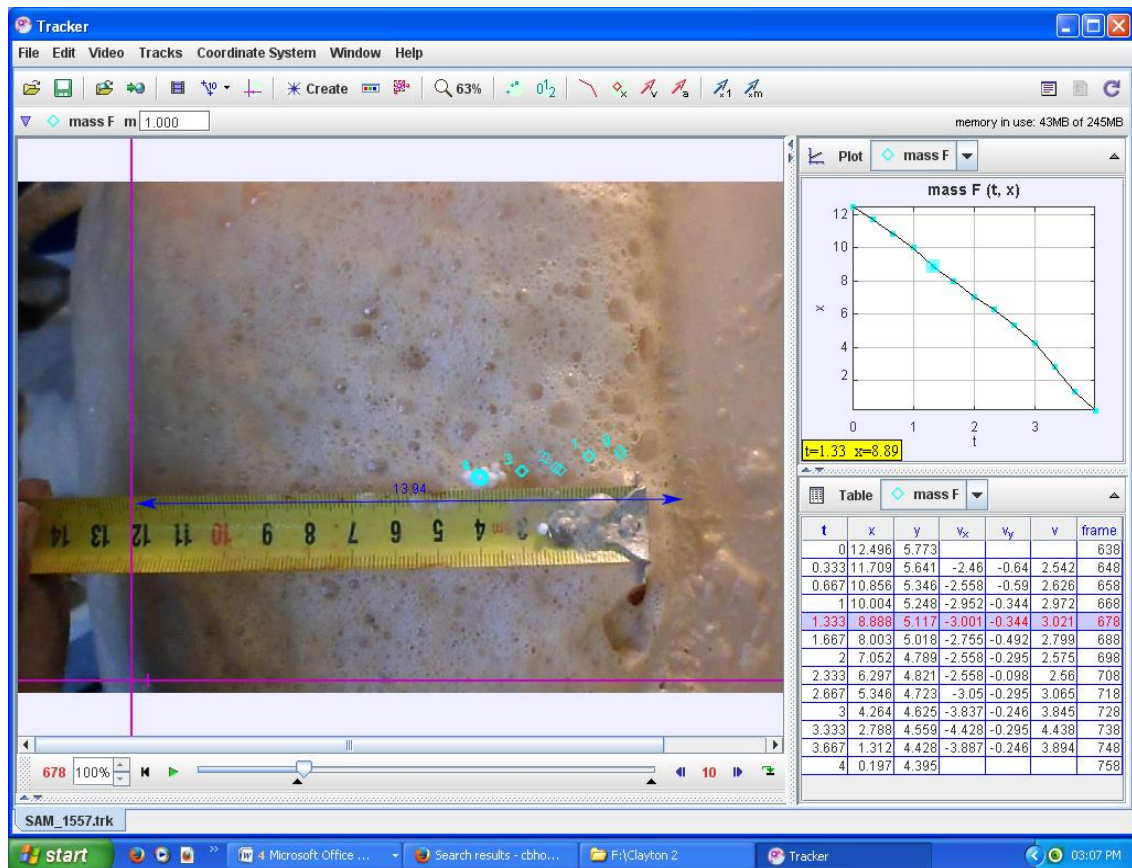 Tracker
File Edit Video Tracks Coordinate System Window Help
Create 63%
mass F m 1.000 memory in use: 43MB of 245MB
Plot mass F
mass F (t, x)
12
10
8
6
4
2
x
0 1 2 3
t
t=1.33 x=8.89
3
1
13.94
14 13 12 11 10 9 8 7 6 5 4 3
Table mass F
t x y vx vy v frame
0 12.496 5.773 638
0.333 11.709 5.641 -2.46 -0.64 2.542 648
0.667 10.856 5.346 -2.558 -0.59 2.626 658
1 10.004 5.248 -2.952 -0.344 2.972 668
1.333 8.888 5.117 -3.001 -0.344 3.021 678
1.667 8.003 5.018 -2.755 -0.492 2.799 688
2 7.052 4.789 -2.558 -0.295 2.575 698
2.333 6.297 4.821 -2.558 -0.098 2.56 708
2.667 5.346 4.723 -3.05 -0.295 3.065 718
3 4.264 4.625 -3.837 -0.246 3.845 728
3.333 2.788 4.559 -4.428 -0.295 4.438 738
3.667 1.312 4.428 -3.887 -0.246 3.894 748
4 0.197 4.395 758
678 100% 10
SAM_1557.trk
start 4 Microsoft Office ... Search results - cbho... F:\Clayton 2 Tracker 03:07 PM